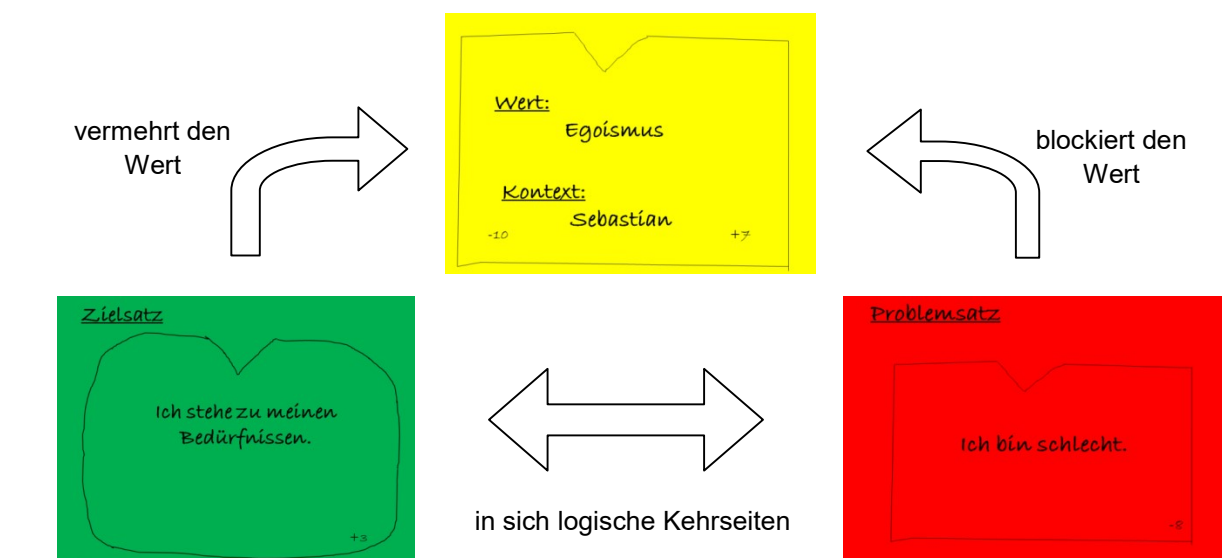 vermehrt den
Wert
Wert:
Egoismus
Kontext:
Sebastian
-10
+7
blockiert den
Wert
Zielsatz
Ich stehe zu meinen
Bedürfnissen.
+3
in sich logische Kehrseiten
Problemsatz
Ich bin schlecht.
-8